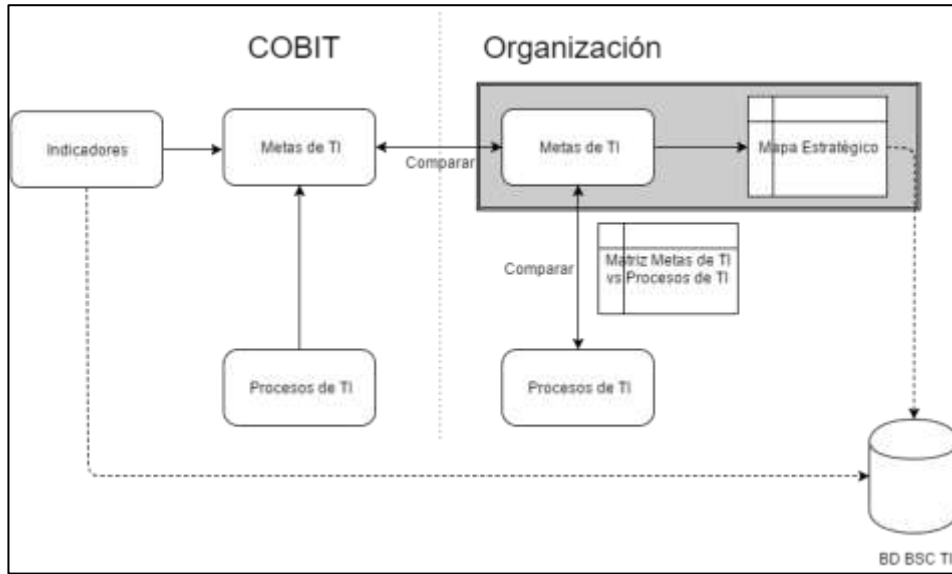 COBIT
Organización
Indicadores
Metas de TI
Comparar
Metas de TI
Mapa Estratégico
Comparar
Matriz Metas de TI
vs Procesos de TI
Procesos de TI
Procesos de TI
BD BSC TI